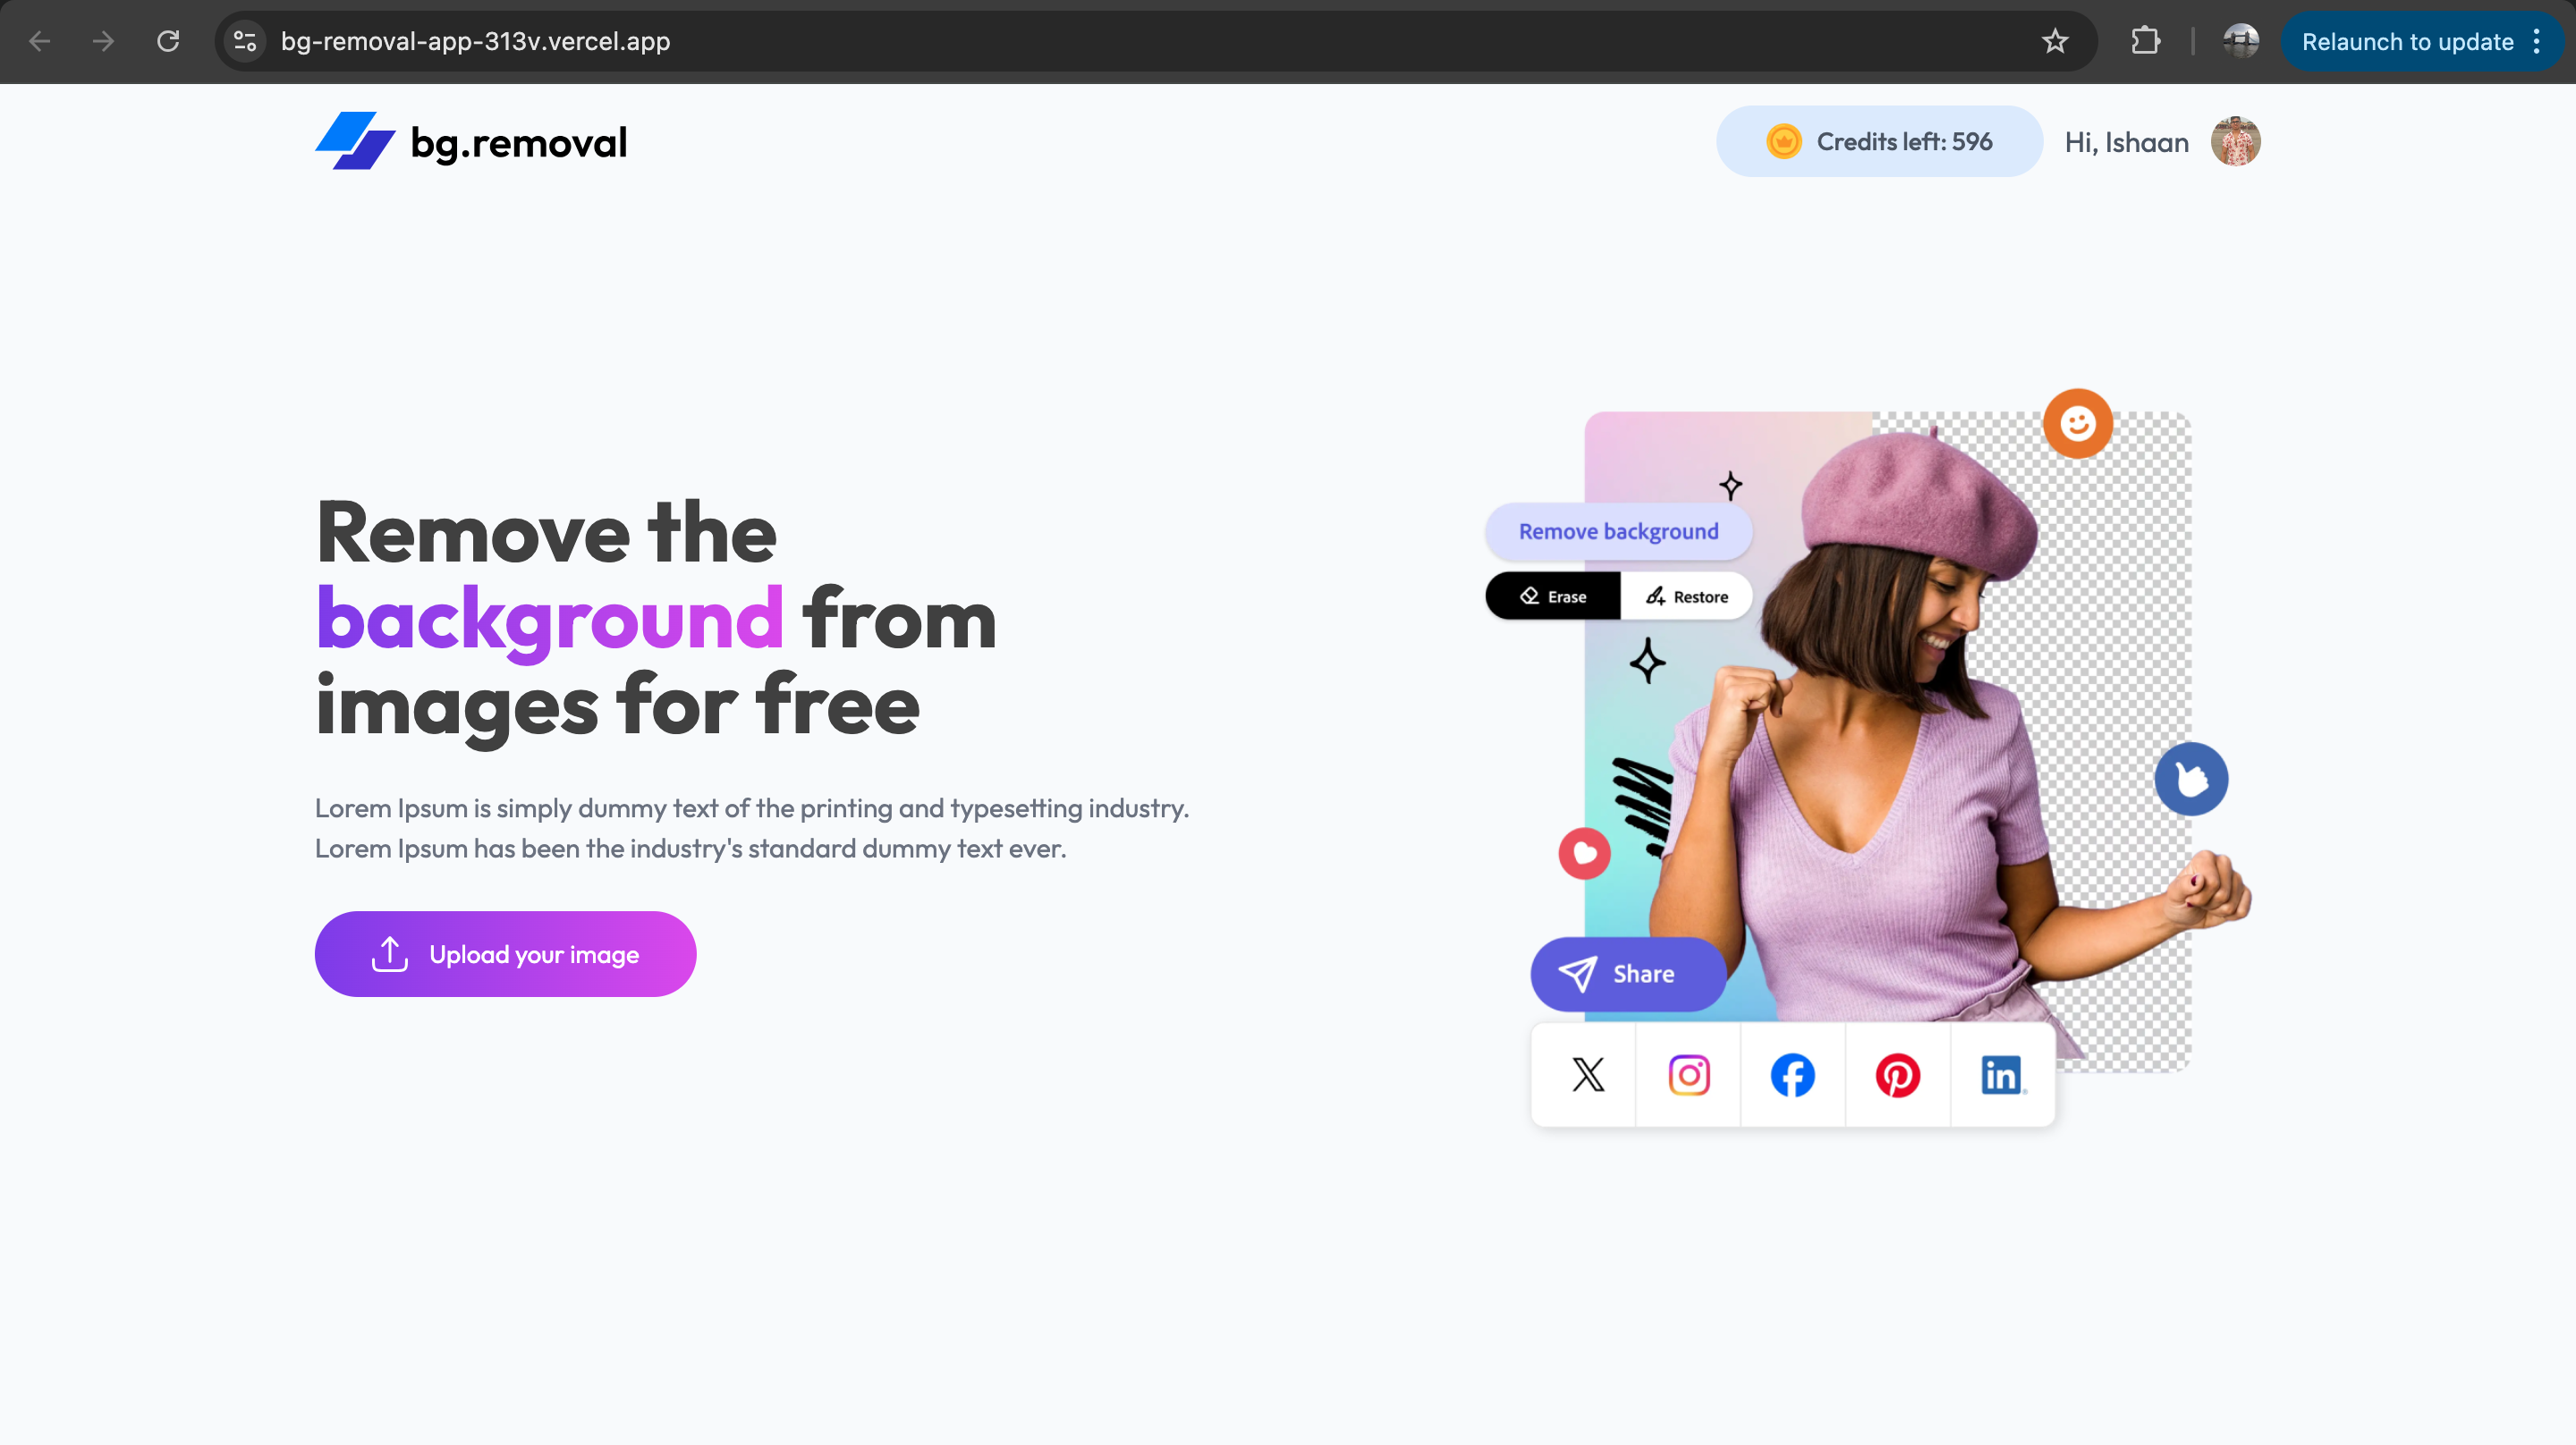 bg-removal-app-313v.vercel.app
Relaunch to update
bg.removal
Credits left: 596
Hi, Ishaan
Remove the
background from
images for free
Lorem Ipsum is simply dummy text of the printing and typesetting industry.
Lorem Ipsum has been the industry's standard dummy text ever.
Upload your image
Remove background
Erase
Restore
Share
X
f
in